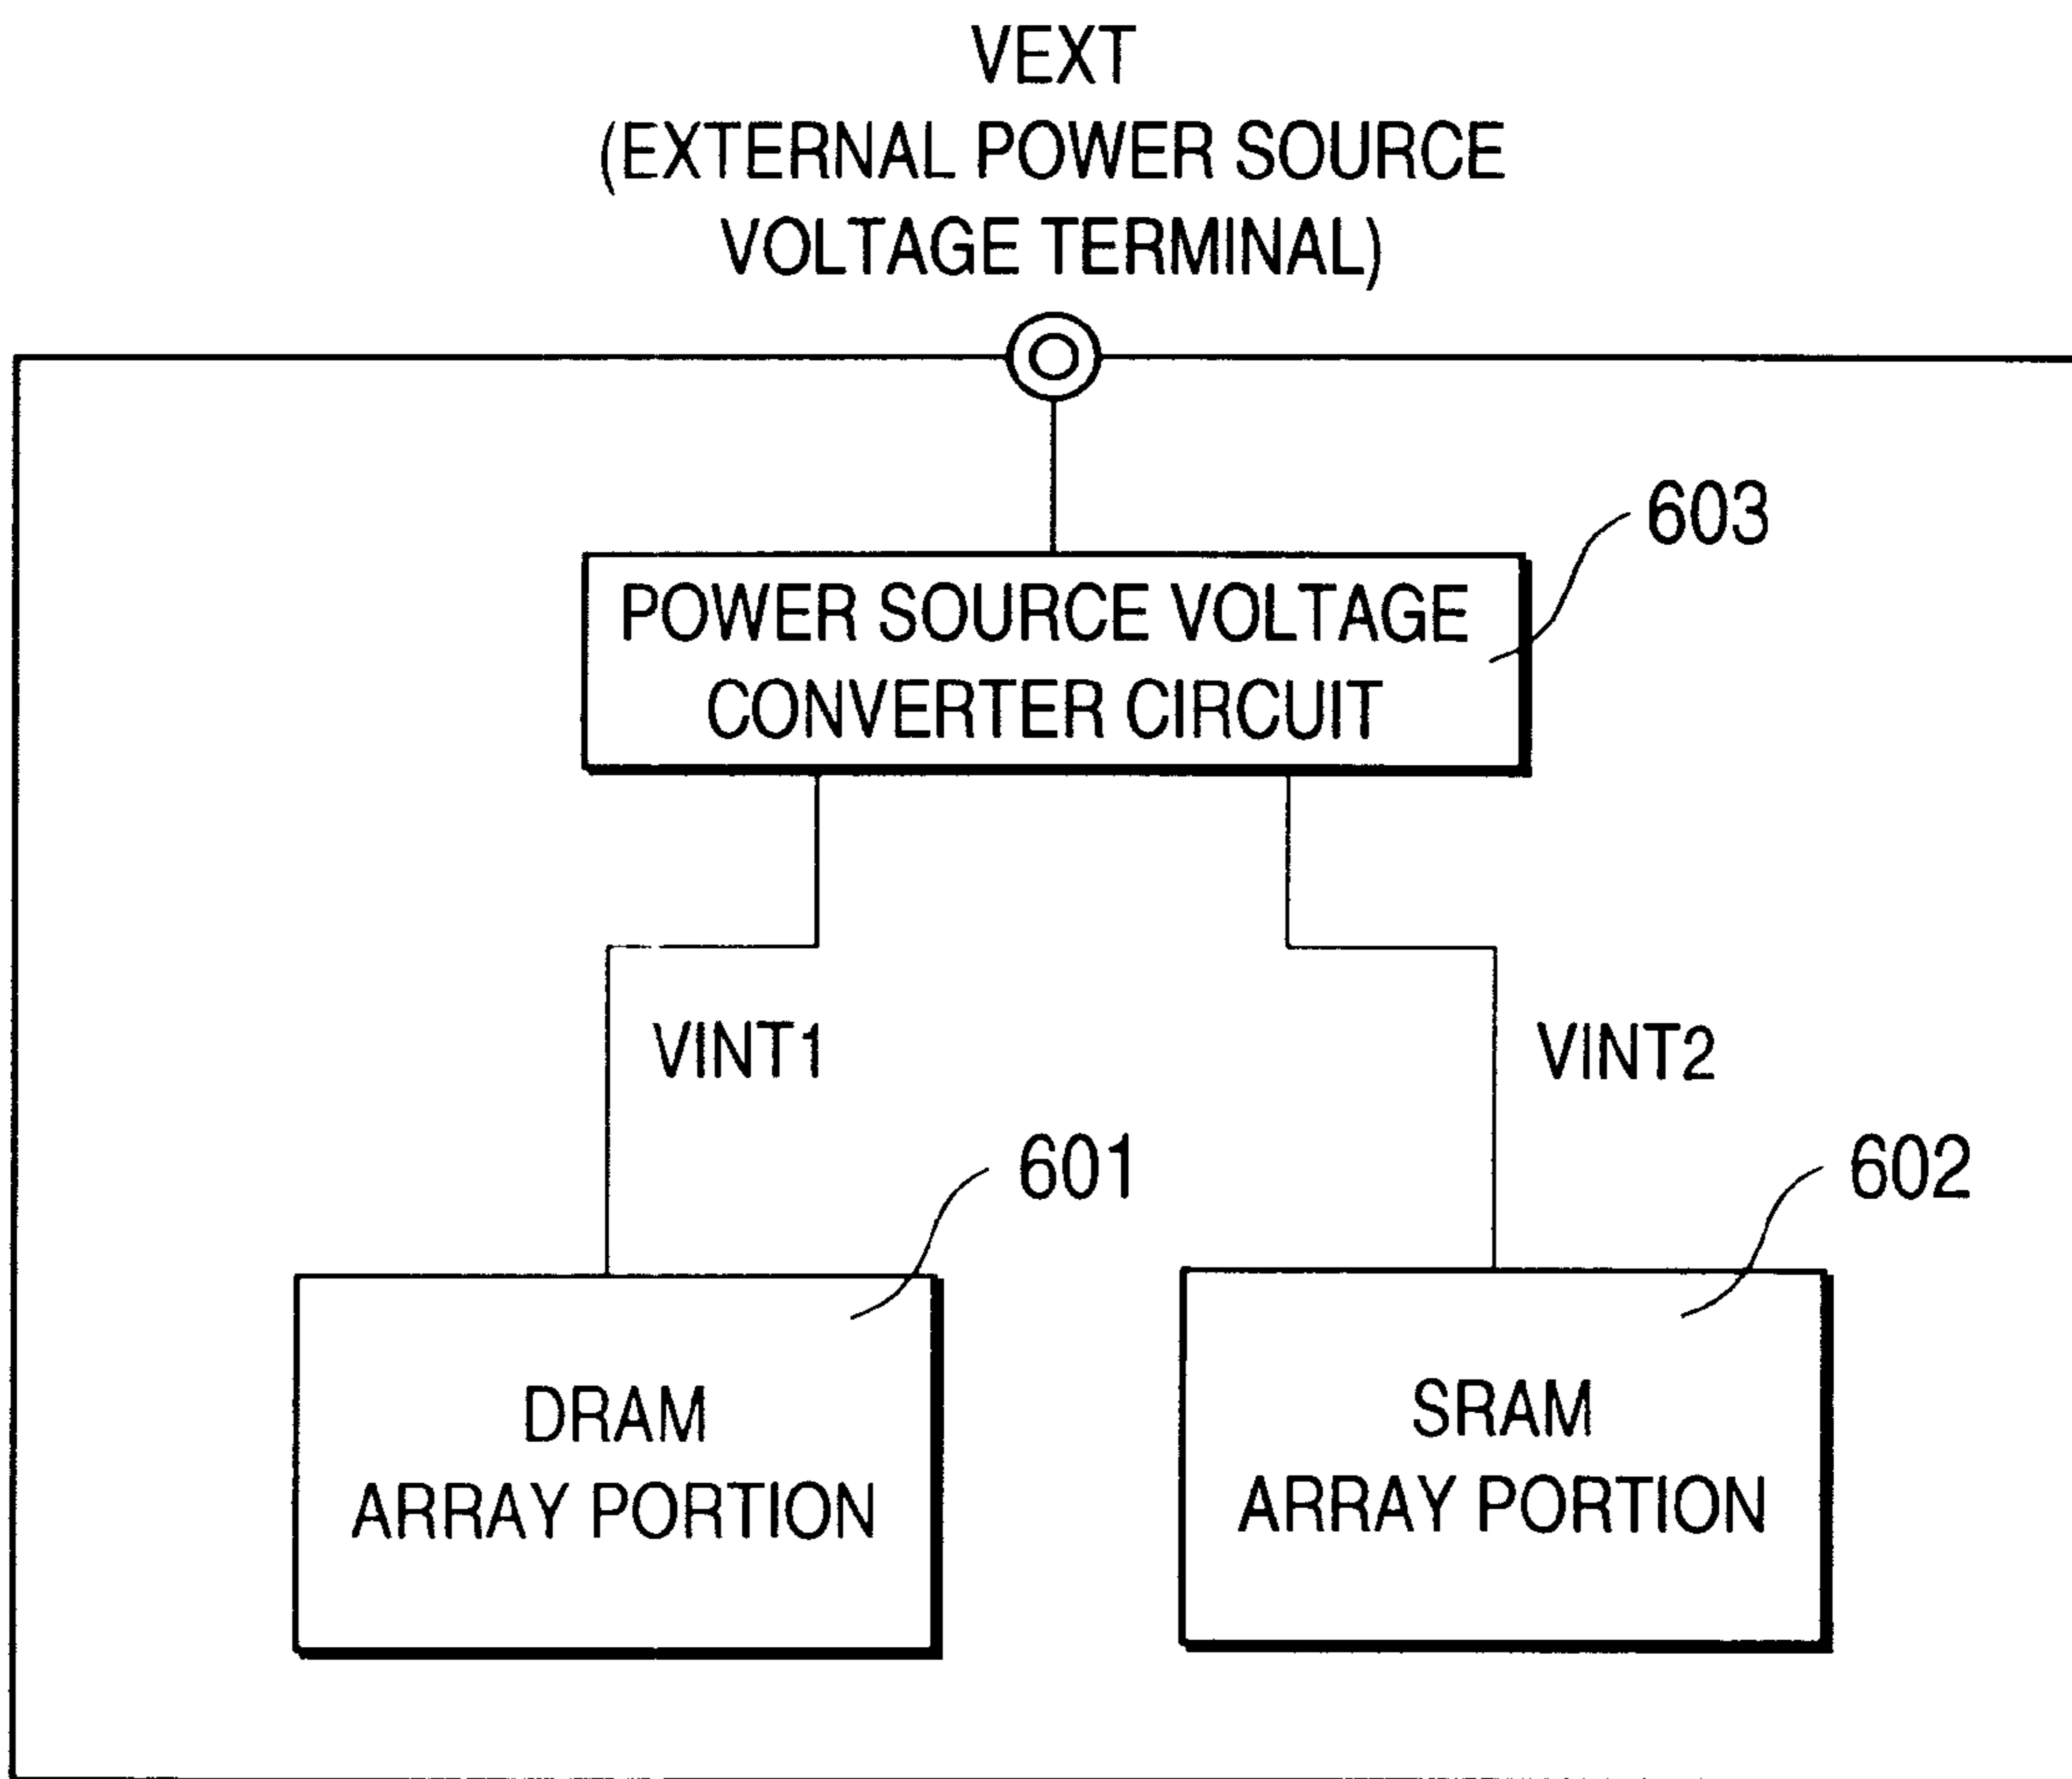 VEXT
(EXTERNAL POWER SOURCE
VOLTAGE TERMINAL)
603
POWER SOURCE VOLTAGE
CONVERTER CIRCUIT
VINT1
VINT2
601
602
DRAM
ARRAY PORTION
SRAM
ARRAY PORTION